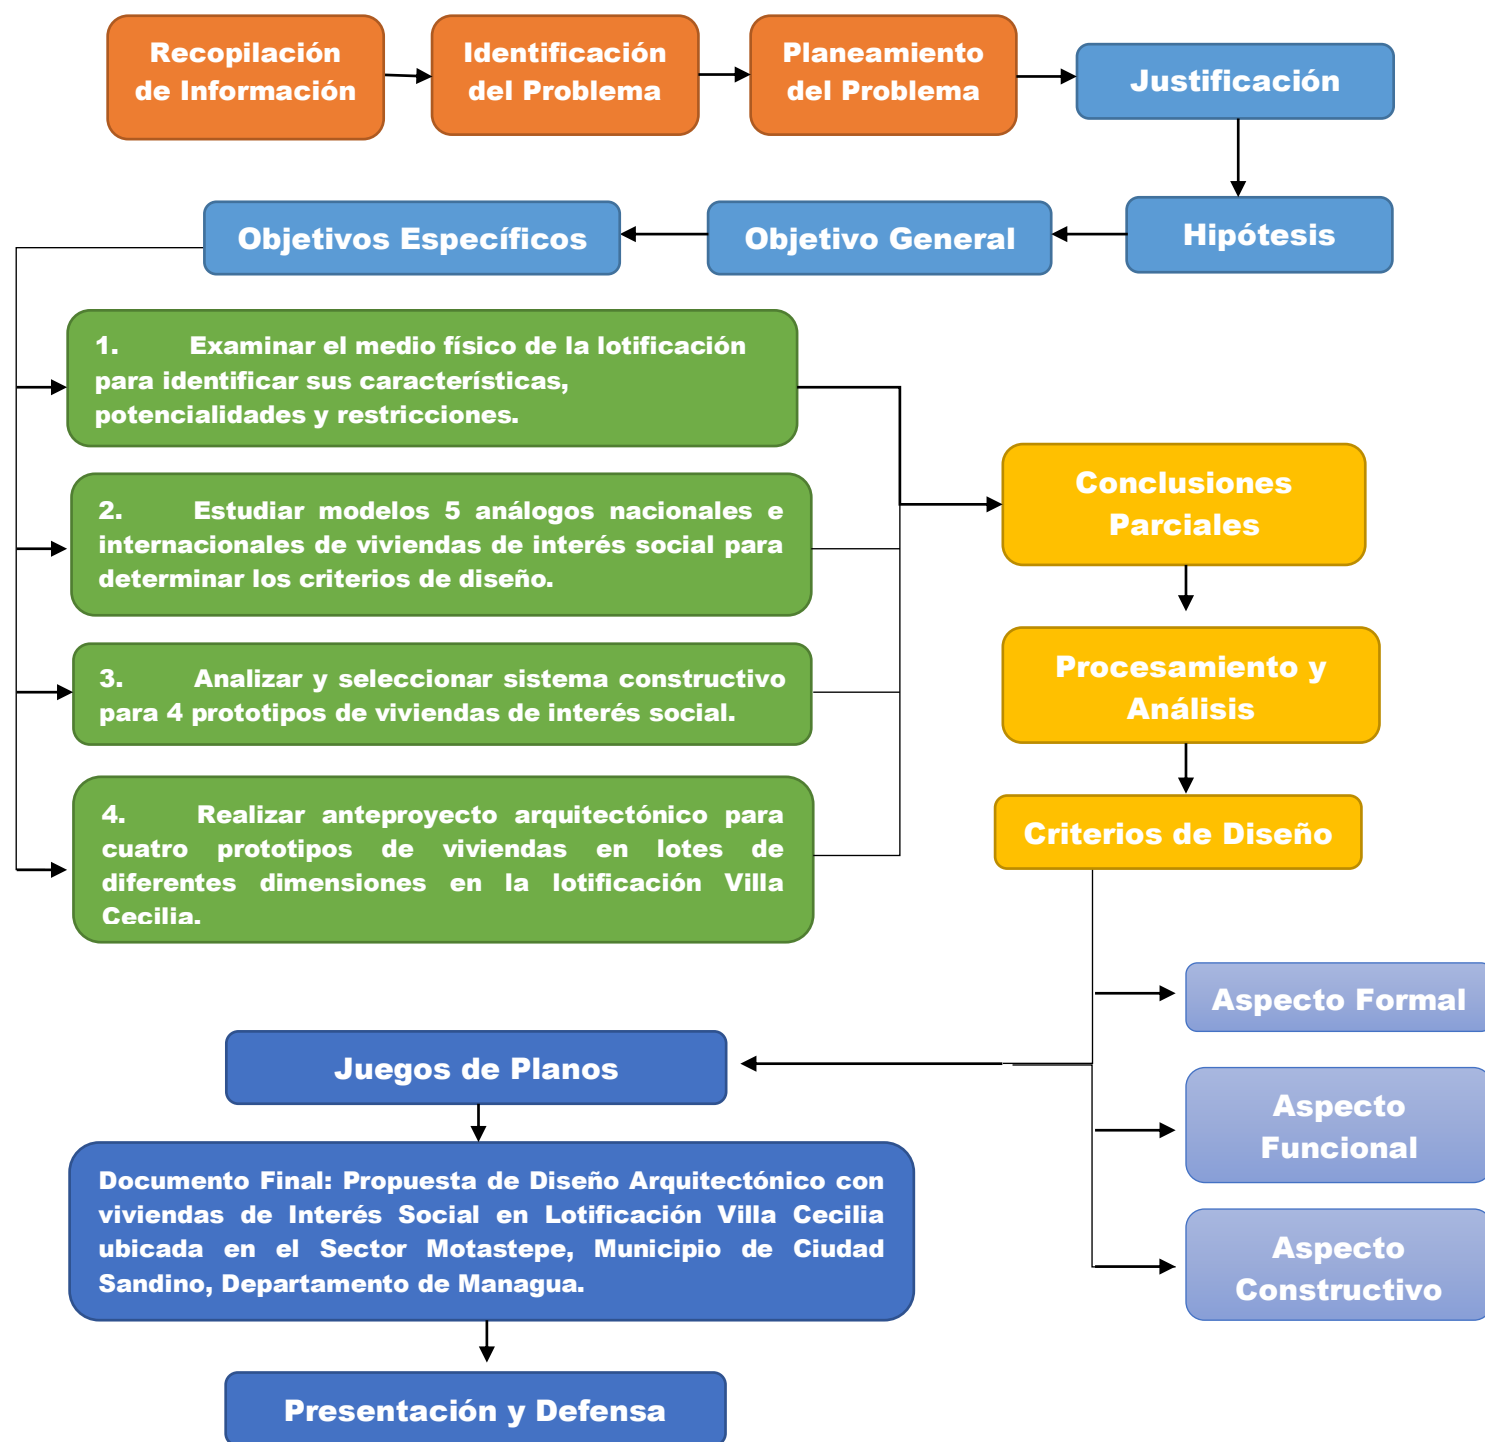 Recopilación
de Información
Identificación
del Problema
Planeamiento
del Problema
Justificación
Hipótesis
Objetivo General
Objetivos Específicos
1. Examinar el medio físico de la lotificación
para identificar sus características,
potencialidades y restricciones.
2. Estudiar modelos 5 análogos nacionales e
internacionales de viviendas de interés social para
determinar los criterios de diseño.
3. Analizar y seleccionar sistema constructivo
para 4 prototipos de viviendas de interés social.
4. Realizar anteproyecto arquitectónico para
cuatro prototipos de viviendas en lotes de
diferentes dimensiones en la lotificación Villa
Cecilia.
Conclusiones
Parciales
Procesamiento y
Análisis
Criterios de Diseño
Aspecto Formal
Aspecto
Funcional
Aspecto
Constructivo
Juegos de Planos
Documento Final: Propuesta de Diseño Arquitectónico con
viviendas de Interés Social en Lotificación Villa Cecilia
ubicada en el Sector Motastepe, Municipio de Ciudad
Sandino, Departamento de Managua.
Presentación y Defensa